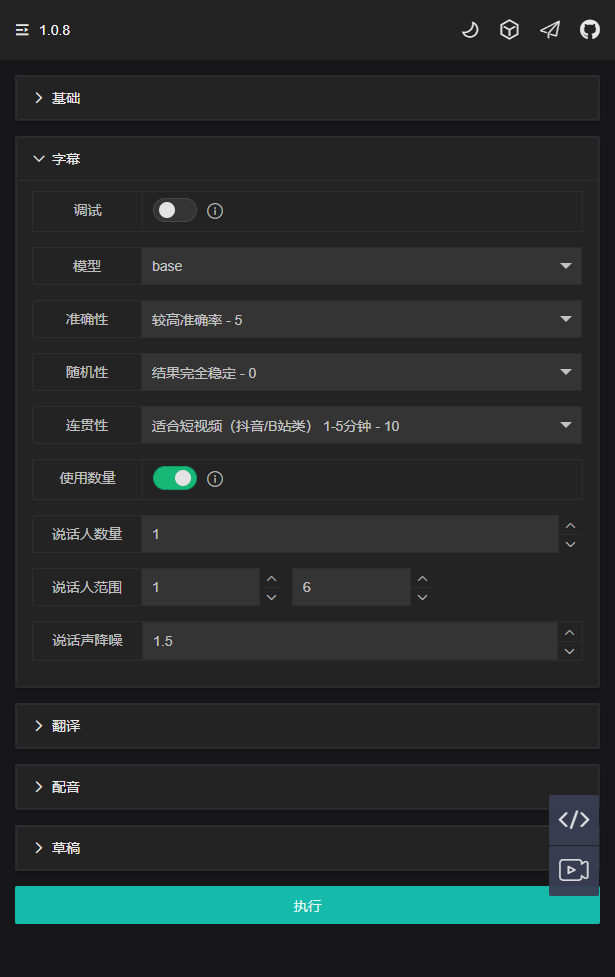 1.0.8
基础
字幕
调试
模型 base
准确性 较高准确率 - 5
随机性 结果完全稳定 - 0
连贯性 适合短视频（抖音/B站类） 1-5分钟 - 10
使用数量
说话人数量 1
说话人范围 1 6
说话声降噪 1.5
翻译
配音
草稿
执行